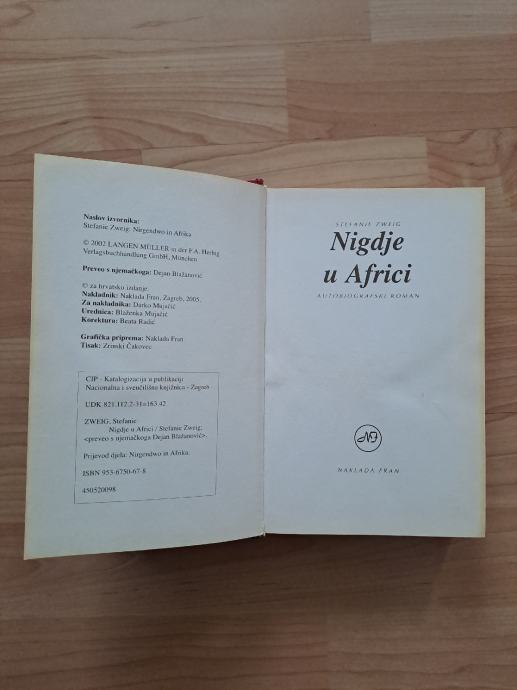 Naslov izvornika:
Stefanie Zweig: Nirgendwo in Afrika
© 2002 LANGEN MÜLLER in der F.A. Herbig
Verlagsbuchhandlung GmbH, München
Preveo s njemačkoga: Dejan Blažanović
© za hrvatsko izdanje:
Nakladnik: Naklada Fran, Zagreb, 2005.
Za nakladnika: Darko Mujačić
Urednica: Blaženka Mujačić
Korektura: Beata Radić
Grafička priprema: Naklada Fran
Tisak: Zrinski Čakovec
CIP - Katalogizacija u publikaciji
Nacionalna i sveučilišna knjižnica - Zagreb
UDK 821.112.2-31=163.42
ZWEIG, Stefanie
Nigdje u Africi / Stefanie Zweig;
<preveo s njemačkoga Dejan Blažanović>.
Prijevod djela: Nirgendwo in Afrika.
ISBN 953-6750-67-8
450520098
STEFANIE ZWEIG
Nigdje
u Africi
AUTOBIOGRAFSKI ROMAN
NF
NAKLADA FRAN